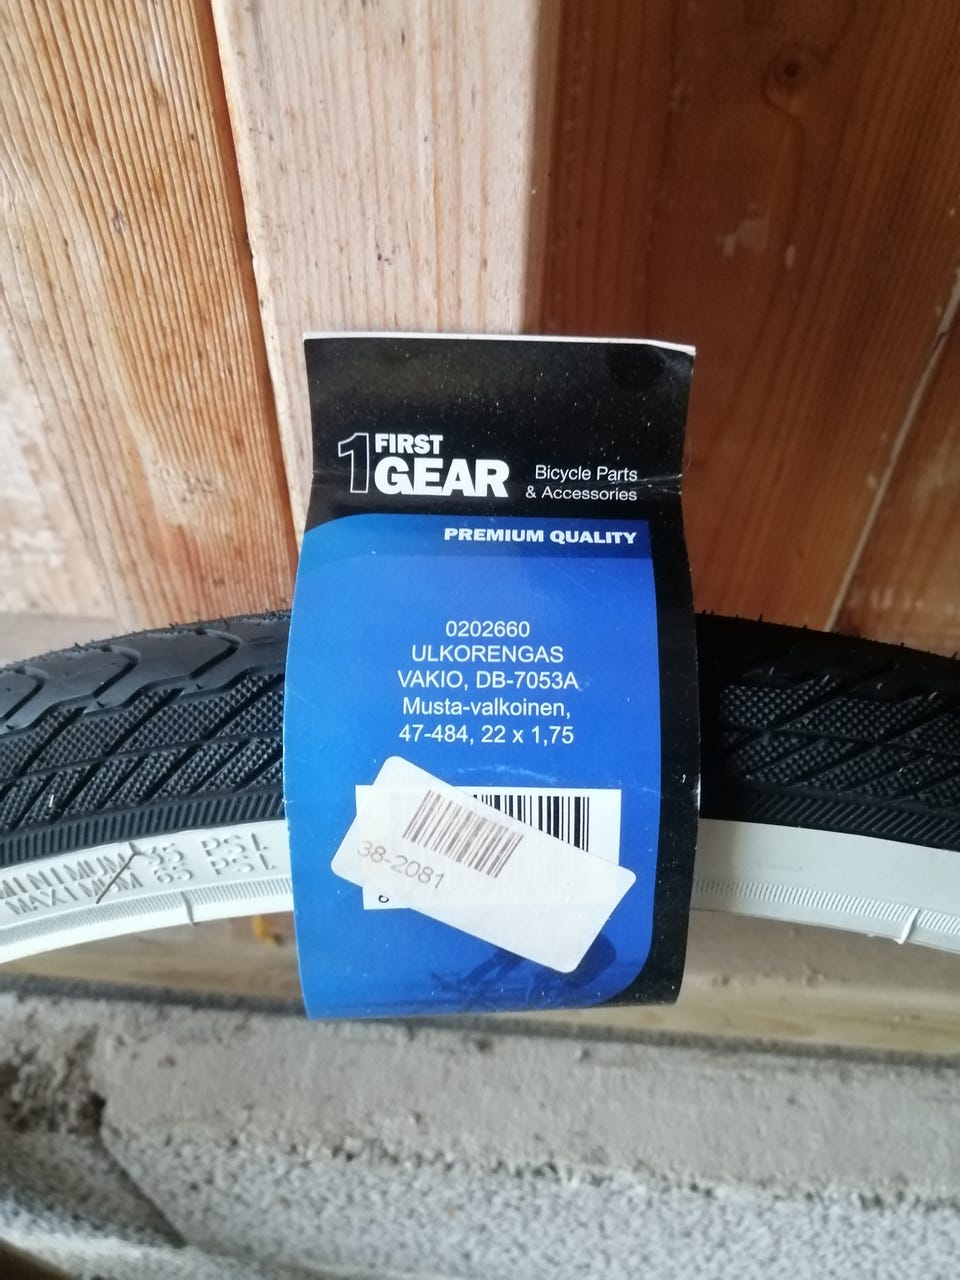 1 FIRST
GEAR
Bicycle Parts
& Accessories
PREMIUM QUALITY
0202660
ULKORENGAS
VAKIO, DB-7053A
Musta-valkoinen,
47-484, 22 x 1,75
38-2081
MINIMUM 35 PSI
MAXIMUM 65 PSI